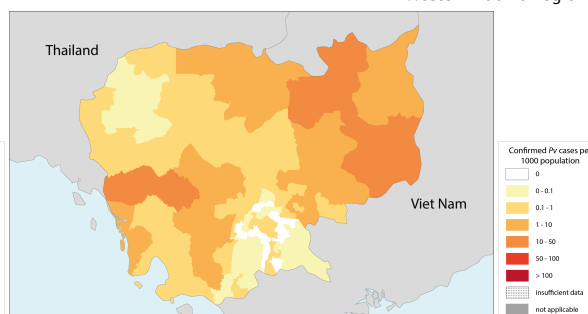 Thailand
Viet Nam
Confirmed Pv cases pe
1000 population
0
0 - 0.1
0.1 - 1
1 - 10
10 - 50
50 - 100
> 100
insufficient data
not applicable